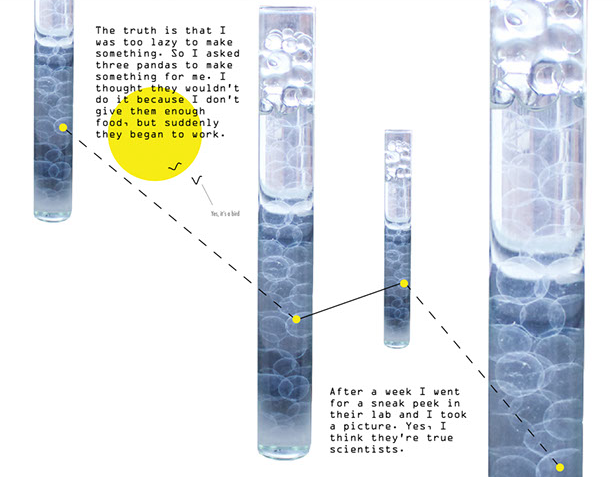 The truth is that I
was too lazy to make
something. So I asked
three pandas to make
something for me. I
thought they wouldn't
do it because I don't
give them enough
food, but suddenly
they began to work.
Yes, it's a bird
After a week I went
for a sneak peek in
their lab and I took
a picture. Yes, I
think they're true
scientists.